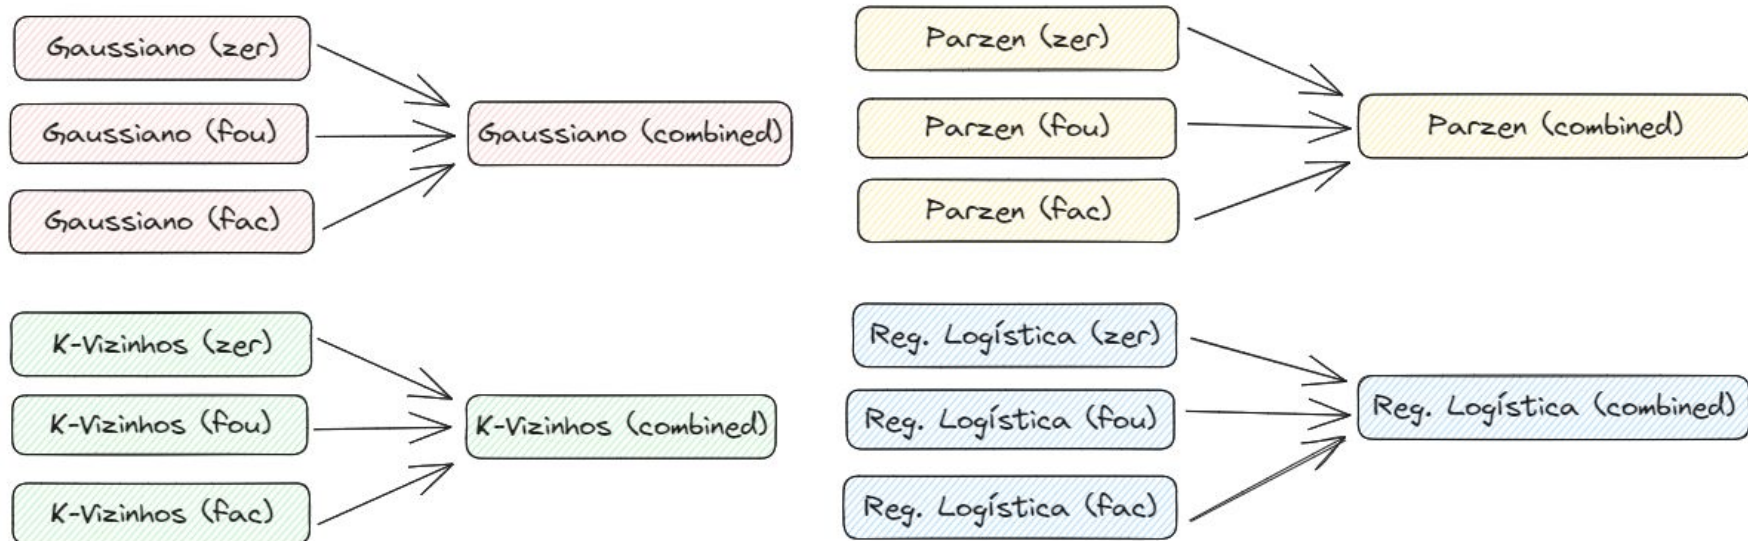 Gaussiano (zer)
Gaussiano (fou)
Gaussiano (fac)
Gaussiano (combined)
Parzen (zer)
Parzen (fou)
Parzen (fac)
Parzen (combined)
K-Vizinhos (zer)
K-Vizinhos (fou)
K-Vizinhos (fac)
K-Vizinhos (combined)
Reg. Logística (zer)
Reg. Logística (fou)
Reg. Logística (fac)
Reg. Logística (combined)